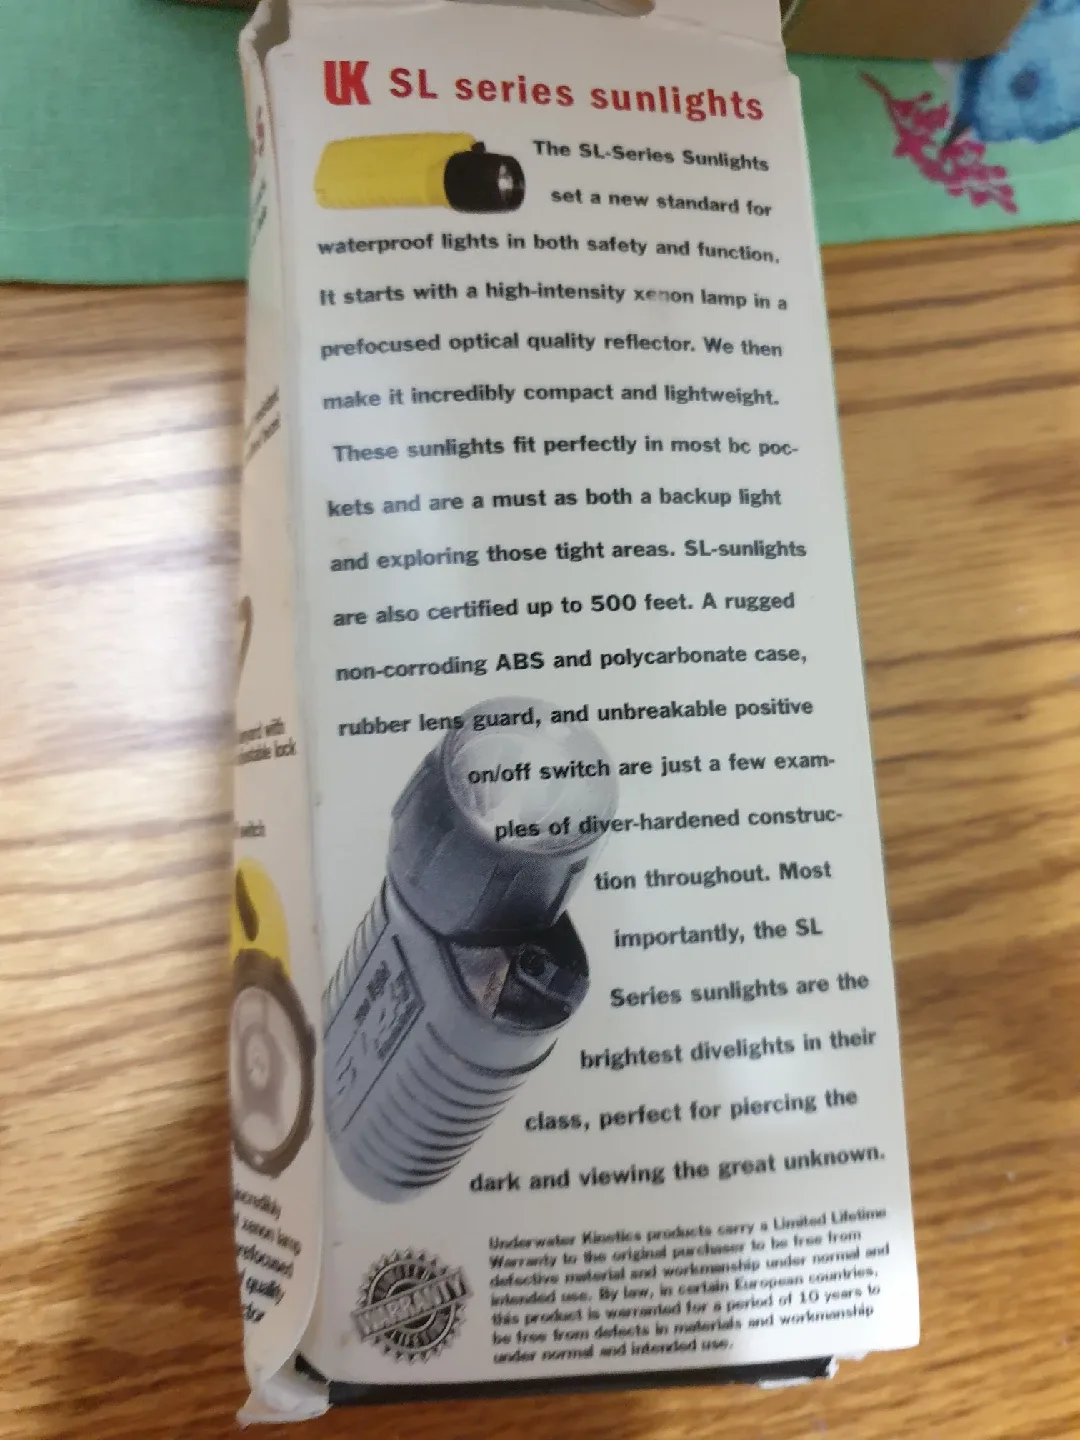 UK SL series sunlights
The SL-Series Sunlights
set a new standard for
waterproof lights in both safety and function.
It starts with a high-intensity xenon lamp in a
prefocused optical quality reflector. We then
make it incredibly compact and lightweight.
These sunlights fit perfectly in most bc poc-
kets and are a must as both a backup light
and exploring those tight areas. SL-sunlights
are also certified up to 500 feet. A rugged
non-corroding ABS and polycarbonate case,
rubber lens guard, and unbreakable positive
on/off switch are just a few exam-
ples of diver-hardened construc-
tion throughout. Most
importantly, the SL
Series sunlights are the
brightest divelights in their
class, perfect for piercing the
dark and viewing the great unknown.
Underwater Kinetics products carry a Limited Lifetime
Warranty to the original purchaser to be free from
defective material and workmanship under normal and
intended use. By law, in certain European countries,
this product is warranted for a period of 10 years to
be free from defects in materials and workmanship
under normal and intended use.
WARRANTY
guard with
lock
switch
incredibly
xenon lamp
prefocused
quality